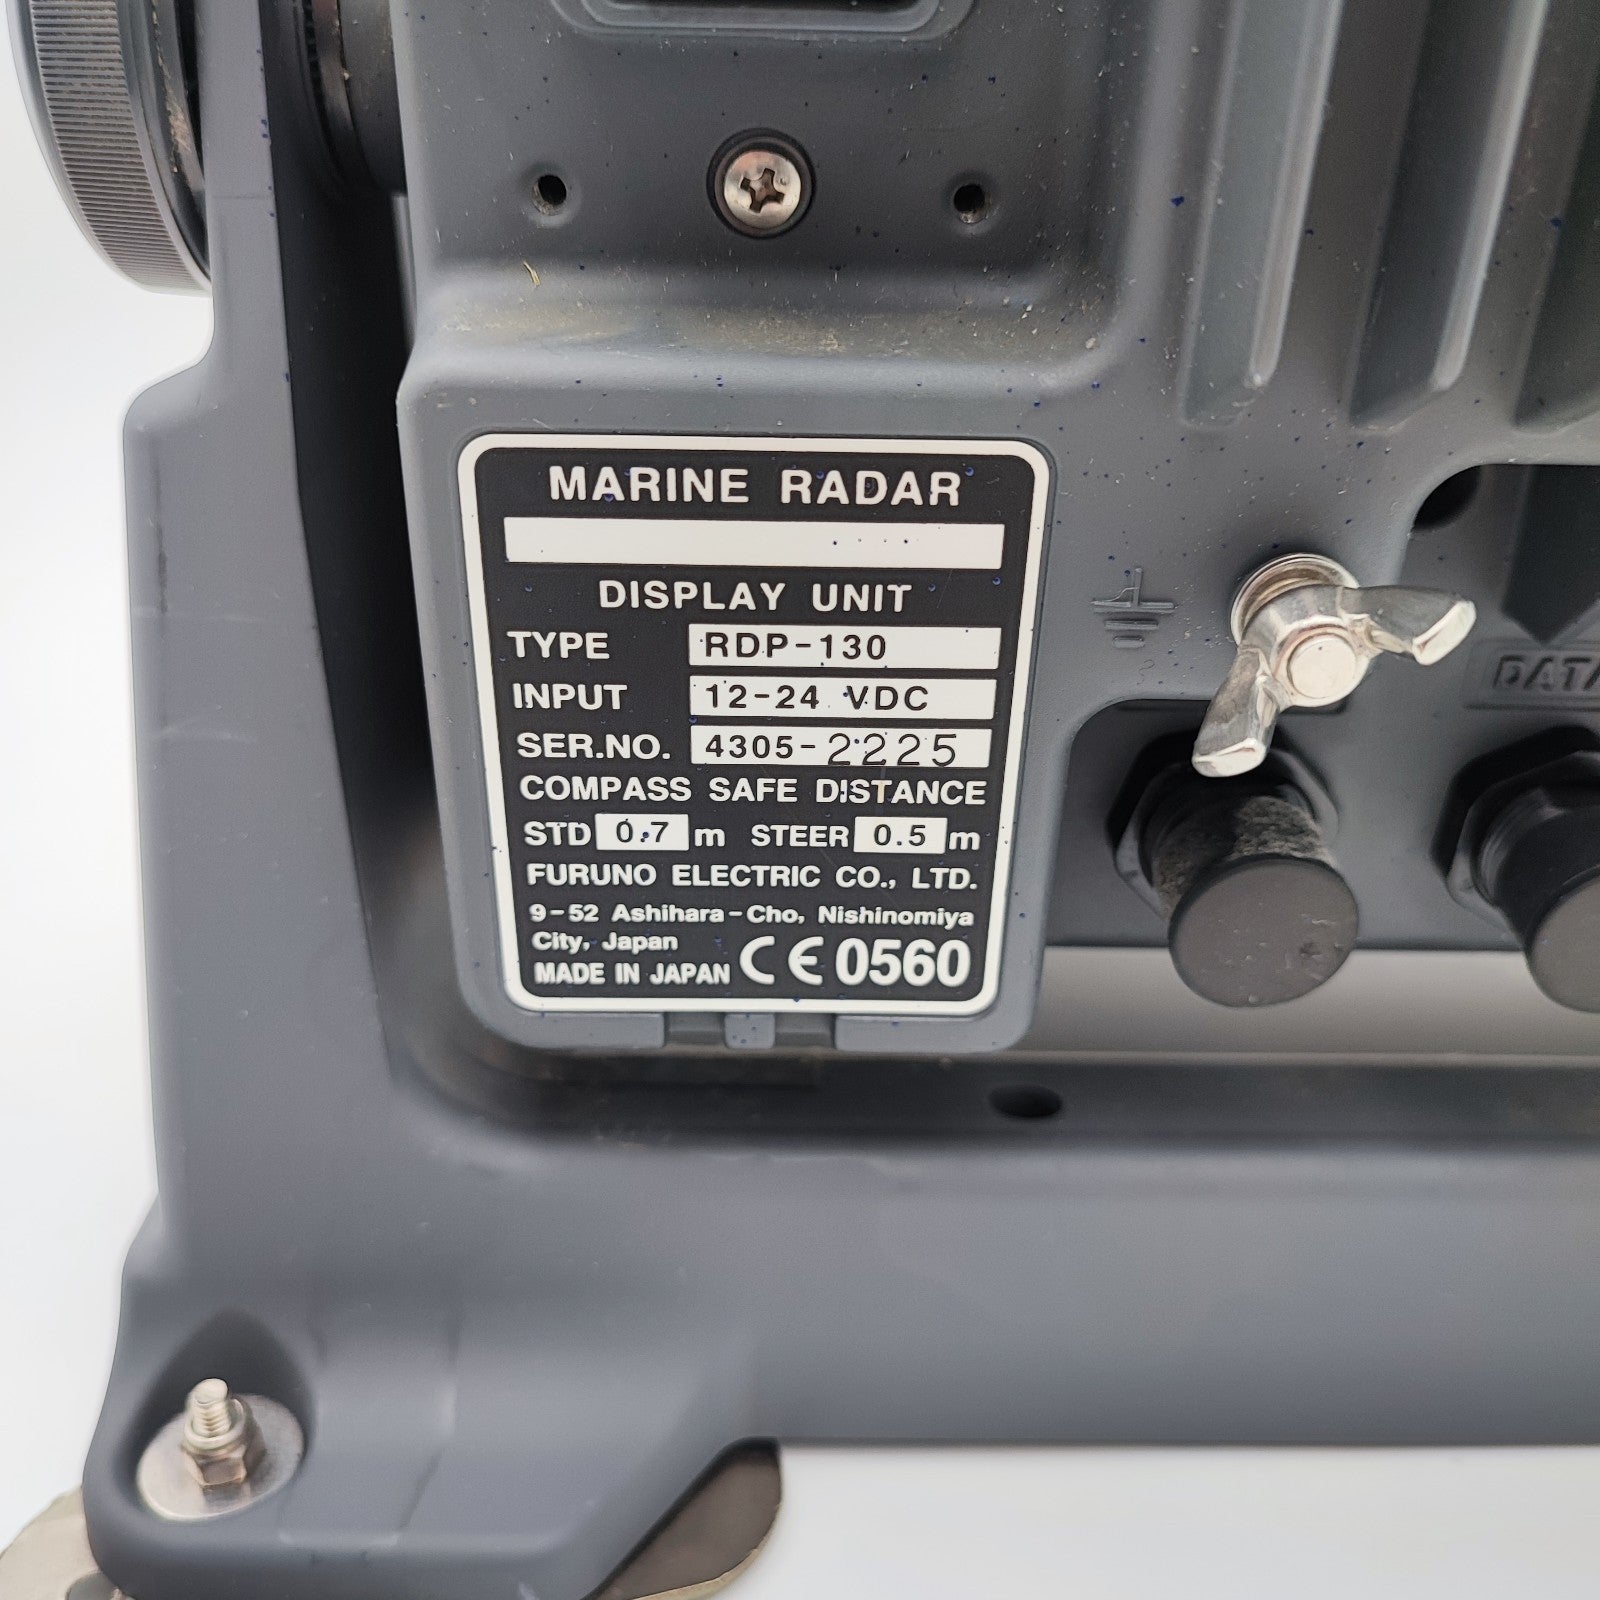 MARINE RADAR
DISPLAY UNIT
TYPE RDP-130
INPUT 12-24 VDC
SER.NO. 4305-2225
COMPASS SAFE DISTANCE
STD 0.7 m STEER 0.5 m
FURUNO ELECTRIC CO., LTD.
9-52 Ashihara-Cho, Nishinomiya
City, Japan
MADE IN JAPAN CE0560